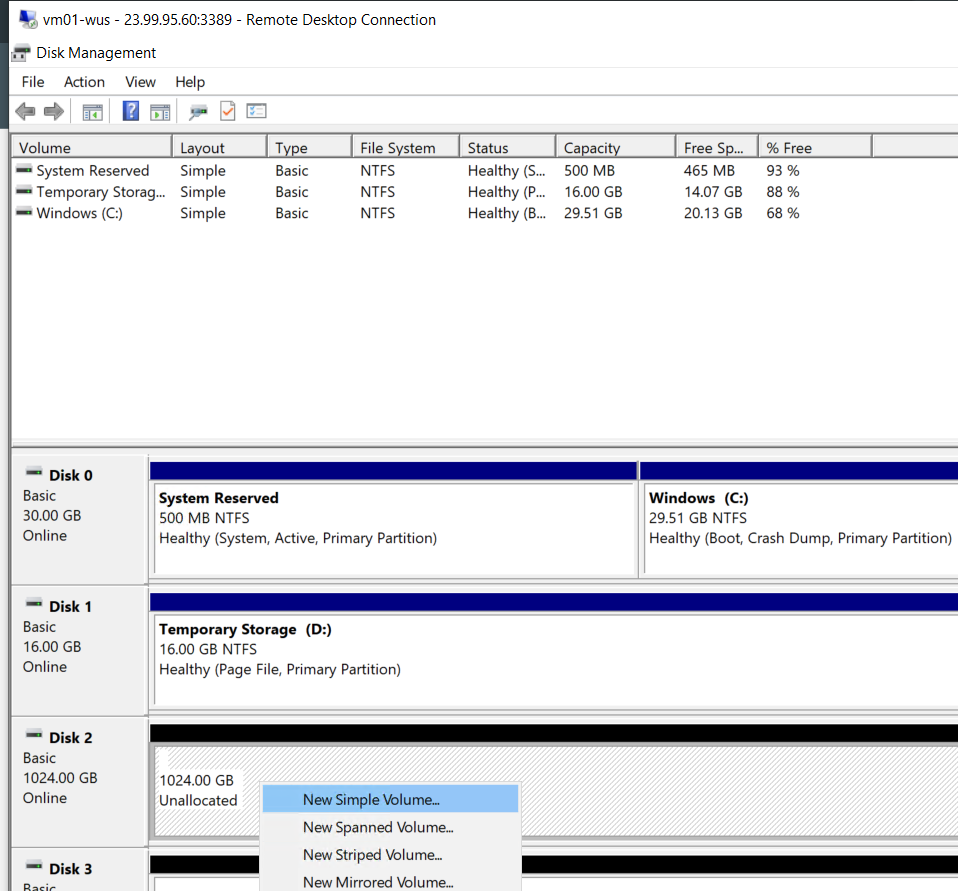 vm01-wus - 23.99.95.60:3389 - Remote Desktop Connection
Disk Management
File Action View Help
Volume Layout Type File System Status Capacity Free Sp... % Free
System Reserved Simple Basic NTFS Healthy (S... 500 MB 465 MB 93 %
Temporary Storag... Simple Basic NTFS Healthy (P... 16.00 GB 14.07 GB 88 %
Windows (C:) Simple Basic NTFS Healthy (B... 29.51 GB 20.13 GB 68 %
Disk 0
Basic
30.00 GB
Online
System Reserved
500 MB NTFS
Healthy (System, Active, Primary Partition)
Windows (C:)
29.51 GB NTFS
Healthy (Boot, Crash Dump, Primary Partition)
Disk 1
Basic
16.00 GB
Online
Temporary Storage (D:)
16.00 GB NTFS
Healthy (Page File, Primary Partition)
Disk 2
Basic
1024.00 GB
Online
1024.00 GB
Unallocated
New Simple Volume...
New Spanned Volume...
New Striped Volume...
New Mirrored Volume...
Disk 3
Basic